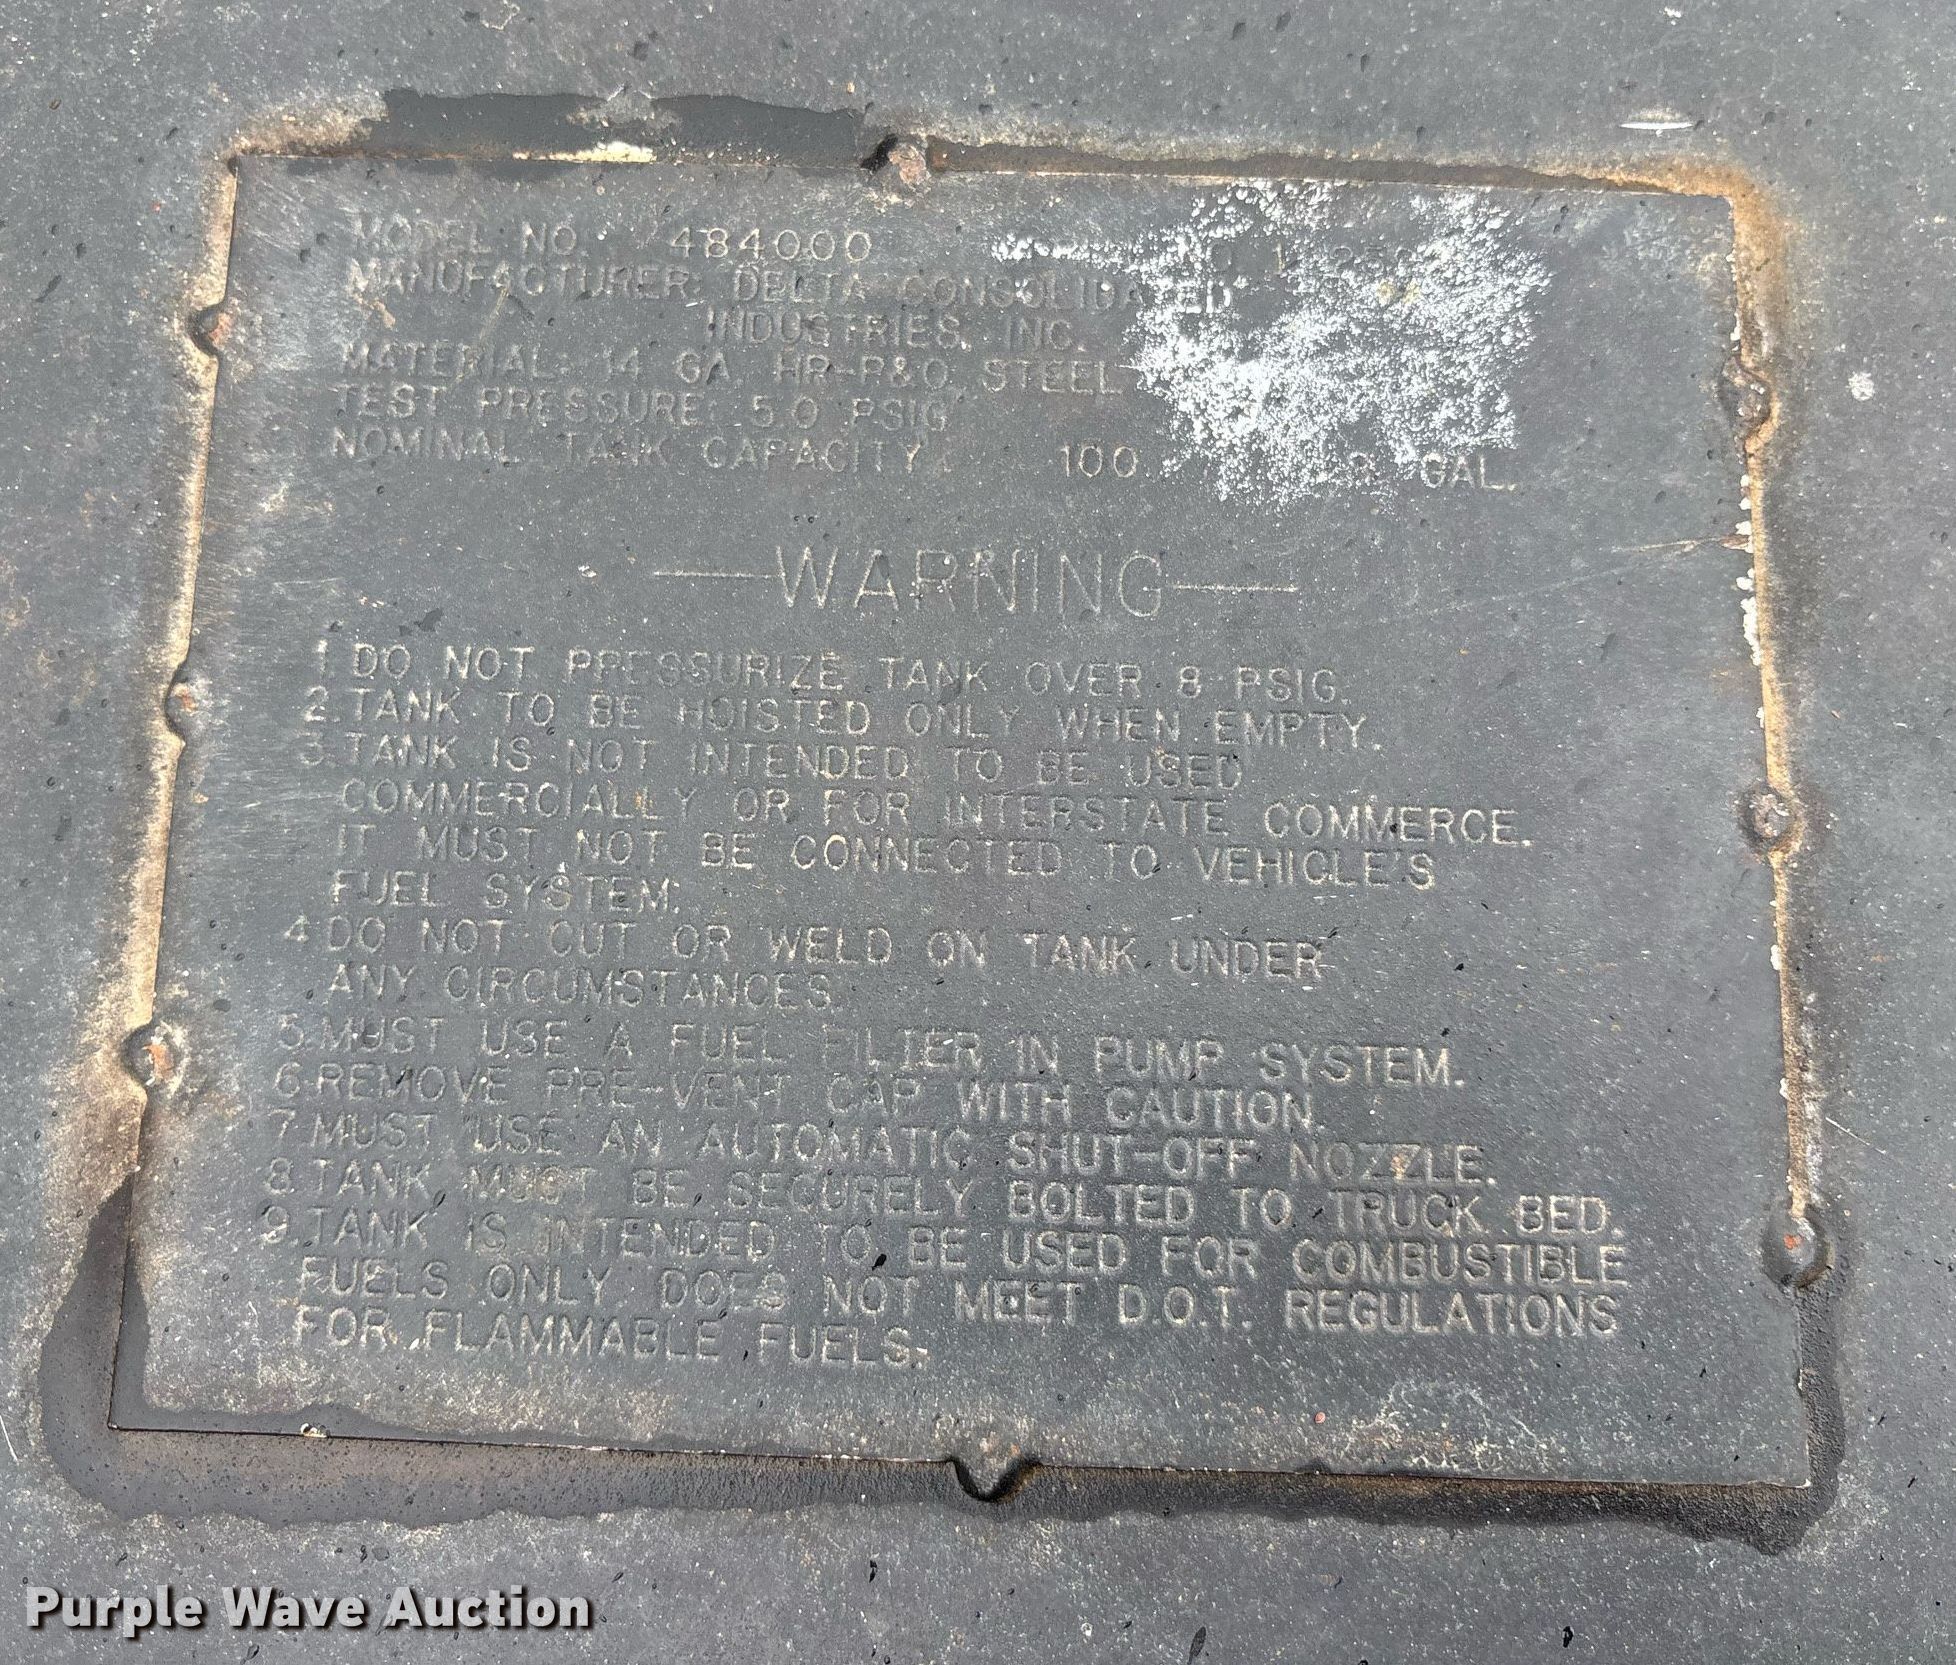 MODEL NO. 484000
MANUFACTURER: DELTA CONSOLIDATED
INDUSTRIES, INC.
MATERIAL: 14 GA. HR-P&O STEEL
TEST PRESSURE: 5.0 PSIG
NOMINAL TANK CAPACITY: 100 GAL.
WARNING
1. DO NOT PRESSURIZE TANK OVER 8 PSIG.
2. TANK TO BE HOISTED ONLY WHEN EMPTY.
3. TANK IS NOT INTENDED TO BE USED
COMMERCIALLY OR FOR INTERSTATE COMMERCE.
IT MUST NOT BE CONNECTED TO VEHICLE'S
FUEL SYSTEM.
4. DO NOT CUT OR WELD ON TANK UNDER
ANY CIRCUMSTANCES.
5. MUST USE A FUEL FILTER IN PUMP SYSTEM.
6. REMOVE PRE-VENT CAP WITH CAUTION.
7. MUST USE AN AUTOMATIC SHUT-OFF NOZZLE.
8. TANK MUST BE SECURELY BOLTED TO TRUCK BED.
9. TANK IS INTENDED TO BE USED FOR COMBUSTIBLE
FUELS ONLY. DOES NOT MEET D.O.T. REGULATIONS
FOR FLAMMABLE FUELS.
Purple Wave Auction